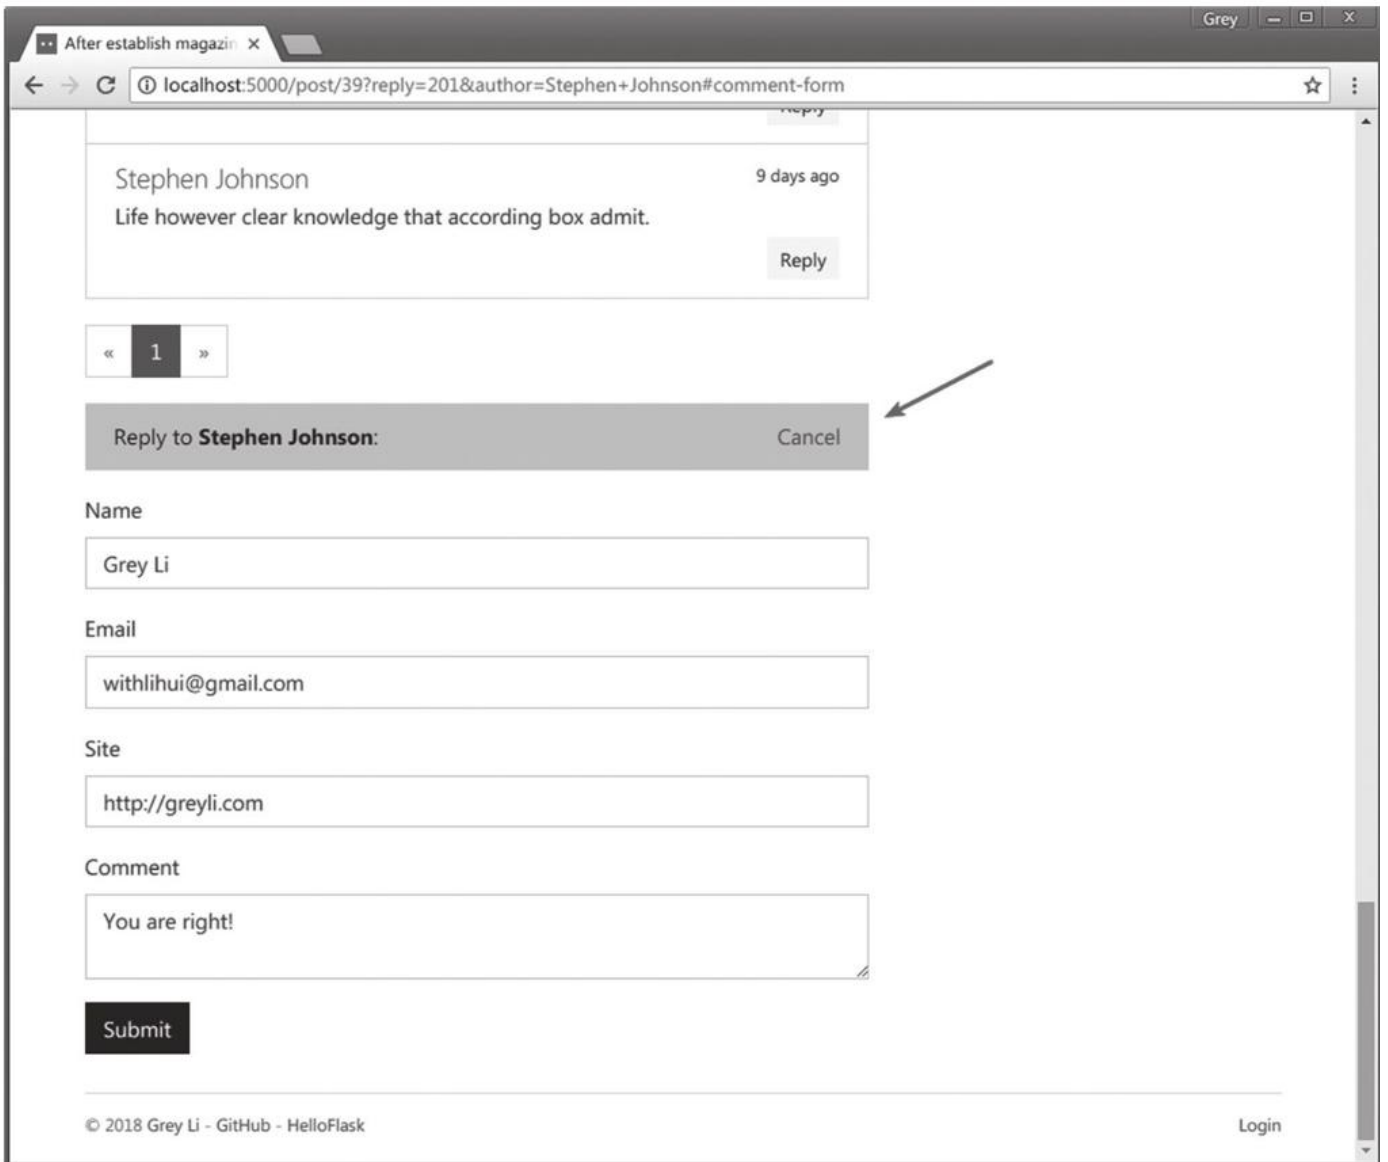 Grey
After establish magazin
localhost:5000/post/39?reply=201&author=Stephen+Johnson#comment-form
Reply
Stephen Johnson 9 days ago
Life however clear knowledge that according box admit.
Reply
« 1 »
Reply to Stephen Johnson: Cancel
Name
Grey Li
Email
withlihui@gmail.com
Site
http://greyli.com
Comment
You are right!
Submit
© 2018 Grey Li - GitHub - HelloFlask Login